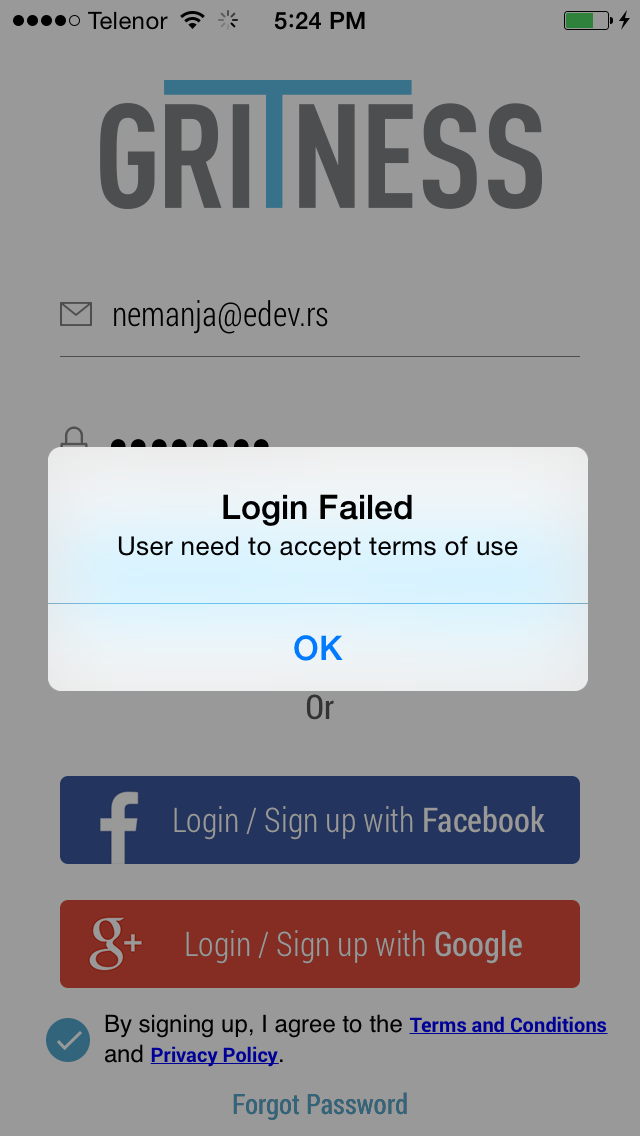 Telenor 5:24 PM
GRITNESS
nemanja@edev.rs
Login Failed
User need to accept terms of use
OK
Or
f Login / Sign up with Facebook
g+ Login / Sign up with Google
By signing up, I agree to the Terms and Conditions
and Privacy Policy.
Forgot Password